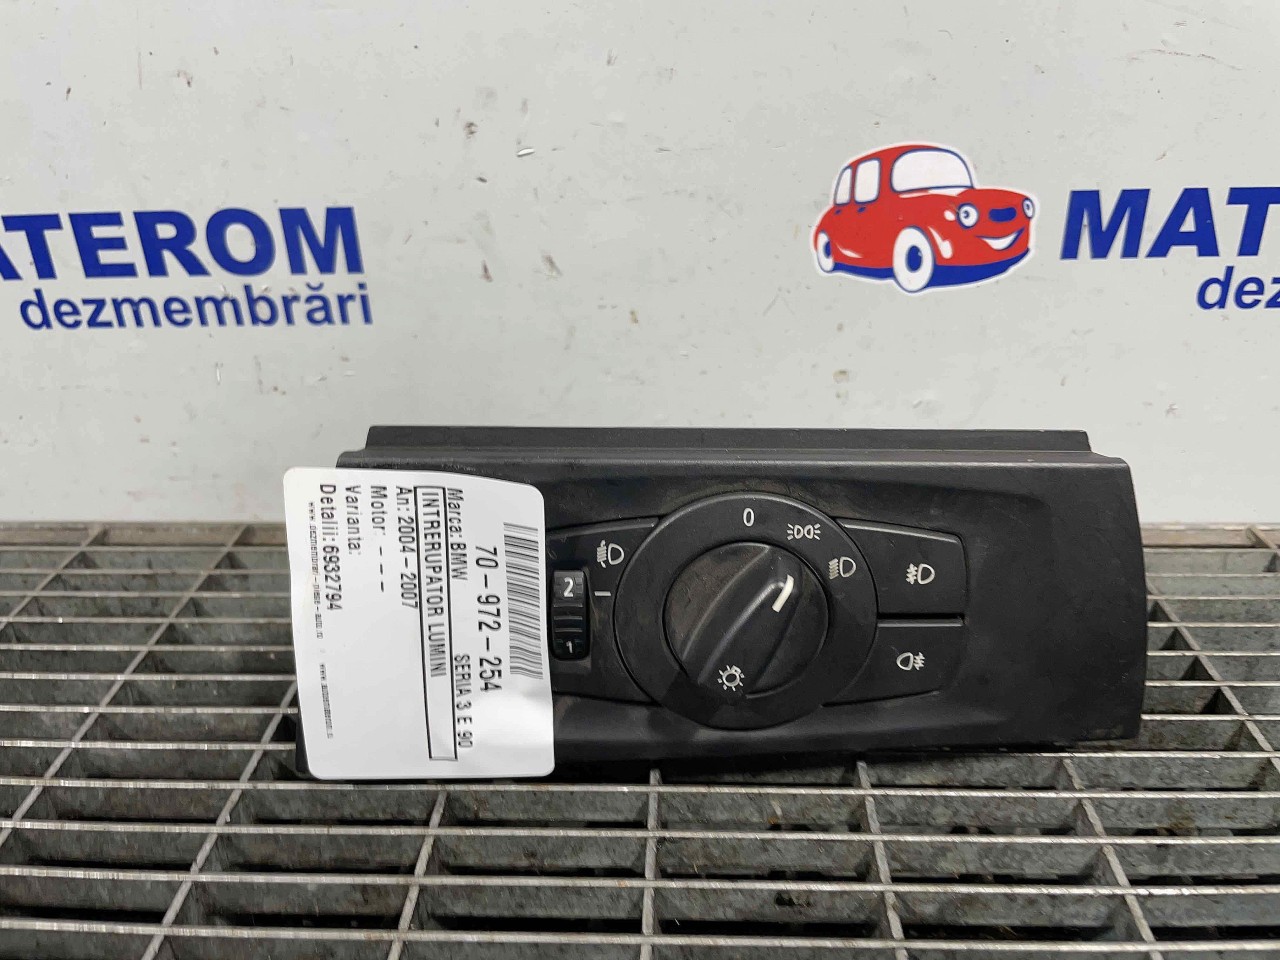 ATEROM
dezmembrări
MAT
dez
70-972-254
Marca: BMW SERIA 3 E 90
INTRERUPATOR LUMINI
An: 2004-2007
Motor: - - -
Varianta:
Detalii: 6932794
0
2
1